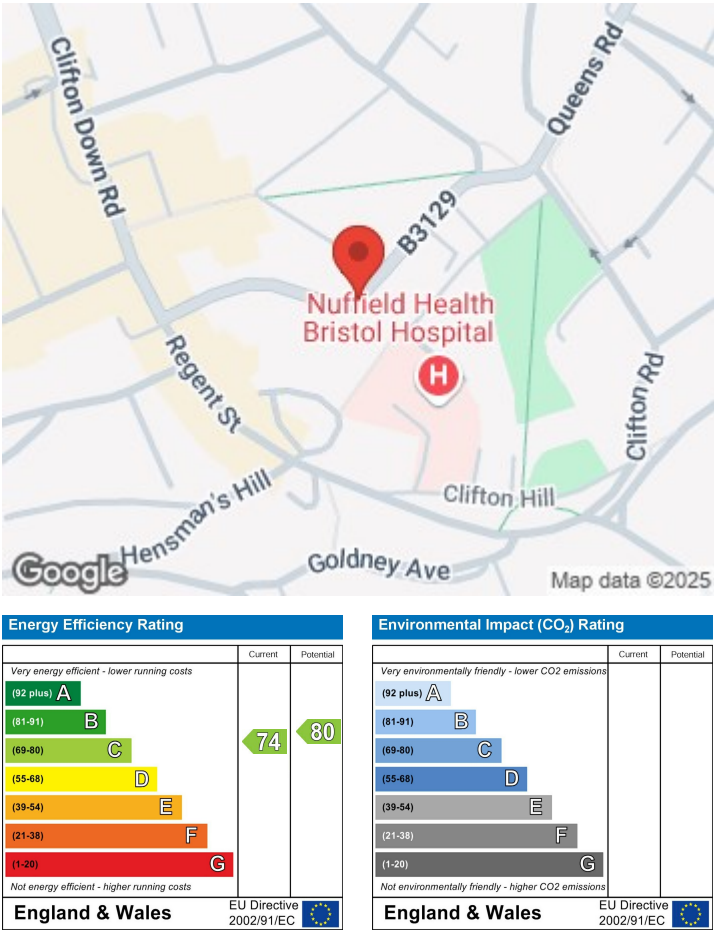 Clifton Down Rd
Queens Rd
B3129
Nuffield Health
Bristol Hospital
H
Regent St
Clifton Rd
Clifton Hill
Hensman's Hill
Goldney Ave
Google
Map data ©2025
Energy Efficiency Rating
Current
Potential
Very energy efficient - lower running costs
(92 plus) A
(81-91) B
(69-80) C
(55-68) D
(39-54) E
(21-38) F
(1-20) G
74
80
Not energy efficient - higher running costs
England & Wales
EU Directive
2002/91/EC
Environmental Impact (CO₂) Rating
Current
Potential
Very environmentally friendly - lower CO2 emissions
(92 plus) A
(81-91) B
(69-80) C
(55-68) D
(39-54) E
(21-38) F
(1-20) G
Not environmentally friendly - higher CO2 emissions
England & Wales
EU Directive
2002/91/EC